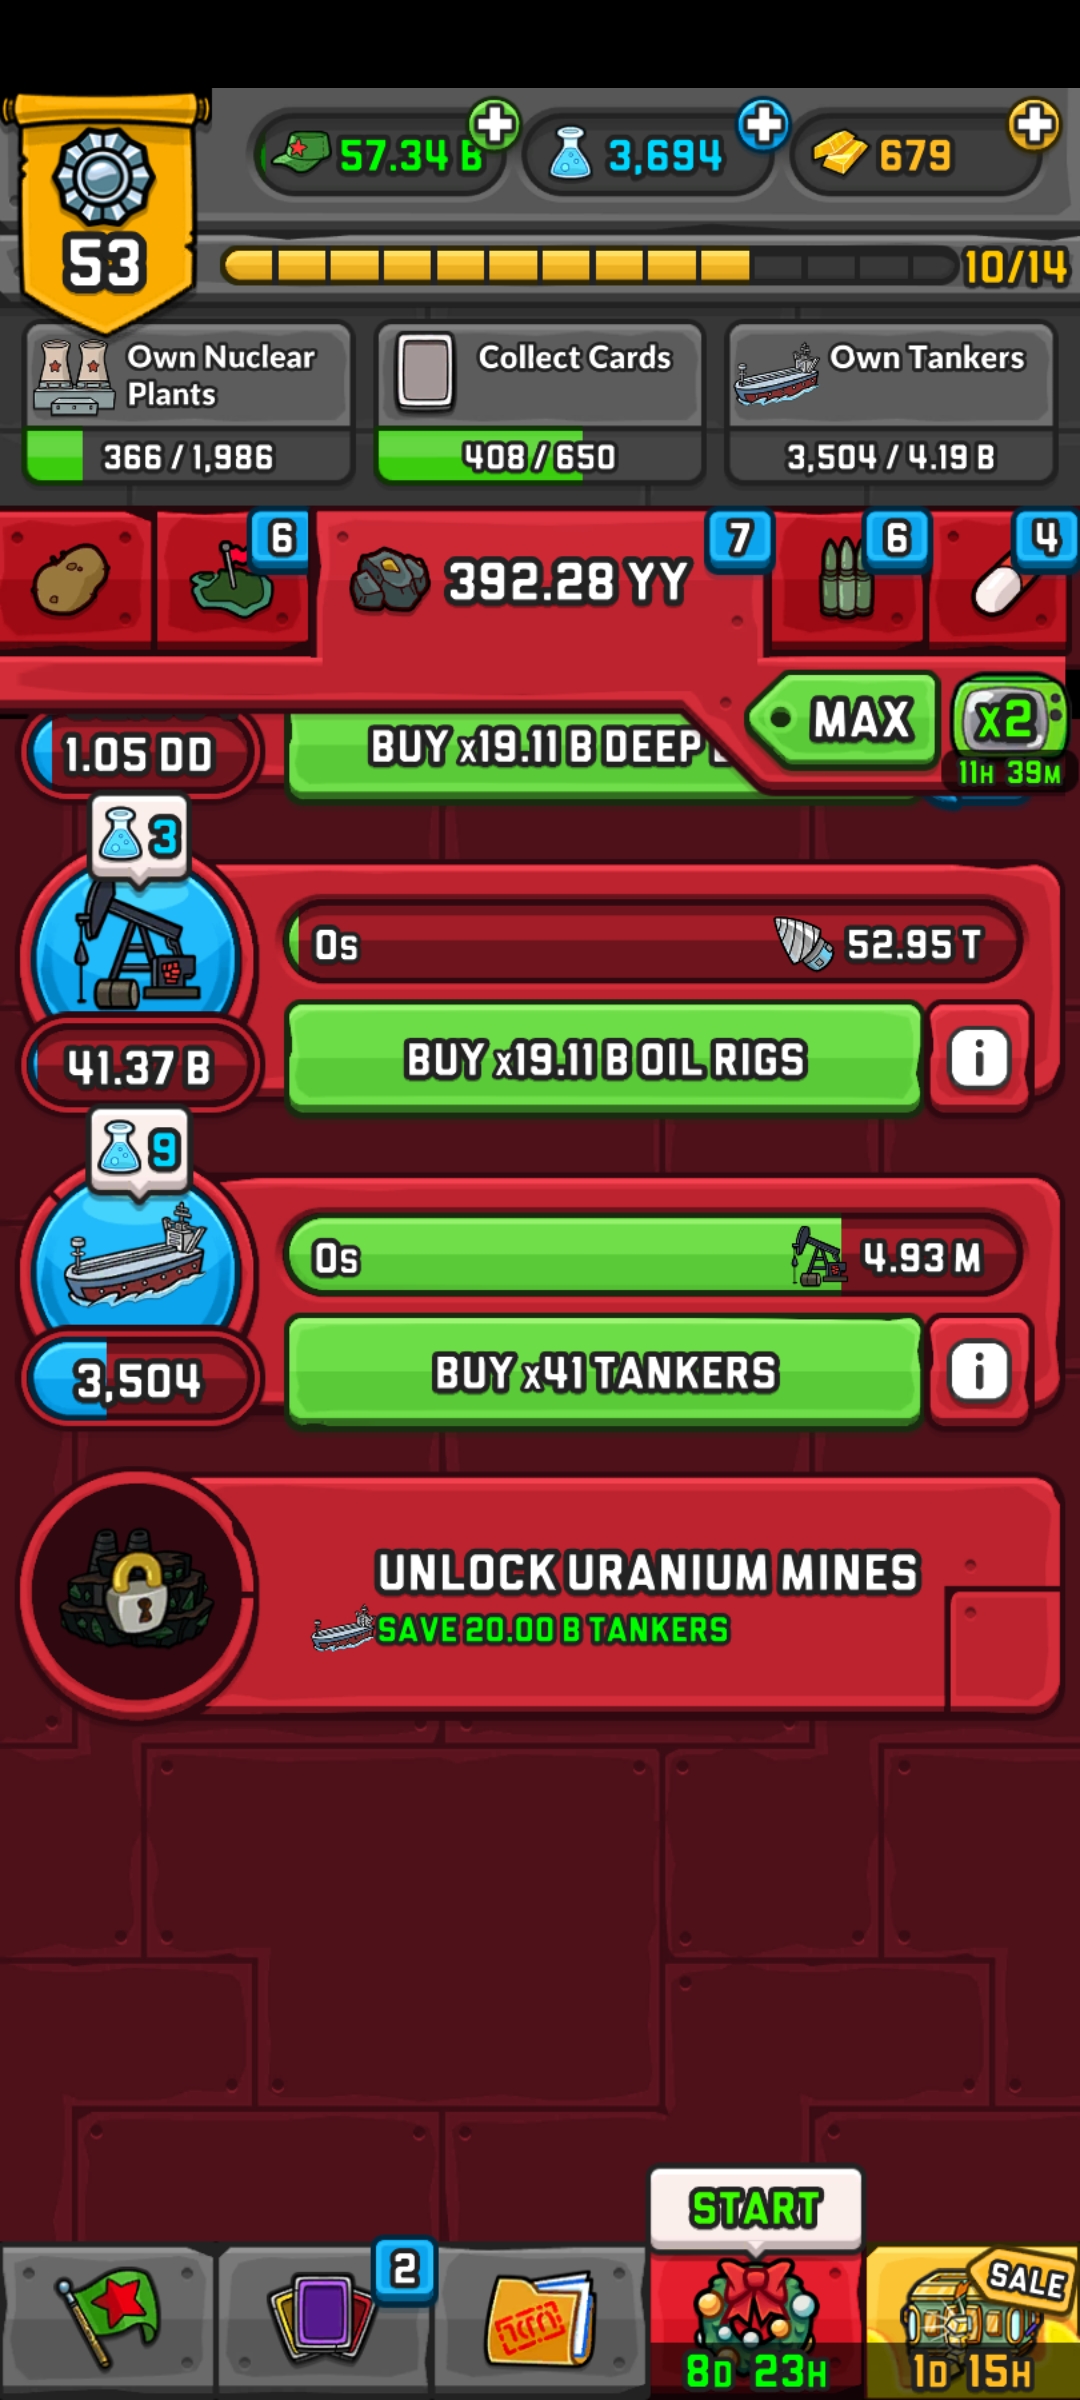 57.34 B
3,694
679
53
10/14
Own Nuclear
Plants
366 / 1,986
Collect Cards
408 / 650
Own Tankers
3,504 / 4.19 B
6
392.28 YY
7
6
4
MAX
x2
11H 39M
1.05 DD
BUY x19.11 B DEEP
3
0s
52.95 T
41.37 B
BUY x19.11 B OIL RIGS
i
9
0s
4.93 M
3,504
BUY x41 TANKERS
i
UNLOCK URANIUM MINES
SAVE 20.00 B TANKERS
START
2
SALE
8D 23H
1D 15H